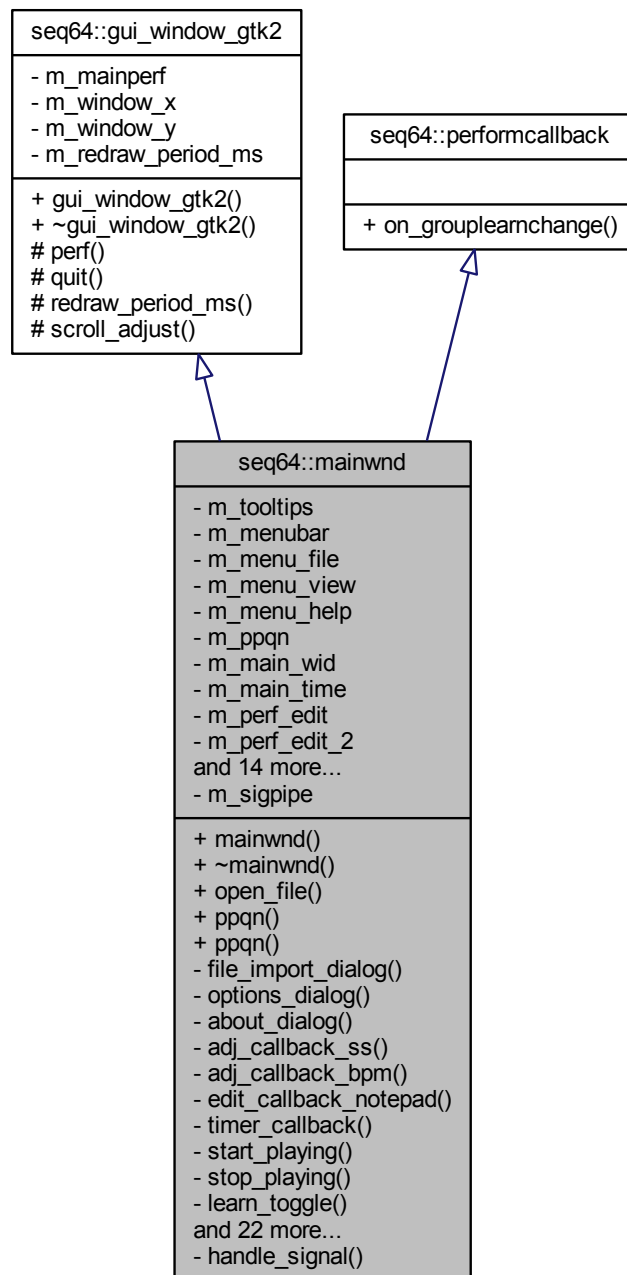 seq64::gui_window_gtk2
- m_mainperf
- m_window_x
- m_window_y
- m_redraw_period_ms
+ gui_window_gtk2()
+ ~gui_window_gtk2()
# perf()
# quit()
# redraw_period_ms()
# scroll_adjust()
seq64::performcallback
+ on_grouplearnchange()
seq64::mainwnd
- m_tooltips
- m_menubar
- m_menu_file
- m_menu_view
- m_menu_help
- m_ppqn
- m_main_wid
- m_main_time
- m_perf_edit
- m_perf_edit_2
and 14 more...
- m_sigpipe
+ mainwnd()
+ ~mainwnd()
+ open_file()
+ ppqn()
+ ppqn()
- file_import_dialog()
- options_dialog()
- about_dialog()
- adj_callback_ss()
- adj_callback_bpm()
- edit_callback_notepad()
- timer_callback()
- start_playing()
- stop_playing()
- learn_toggle()
and 22 more...
- handle_signal()